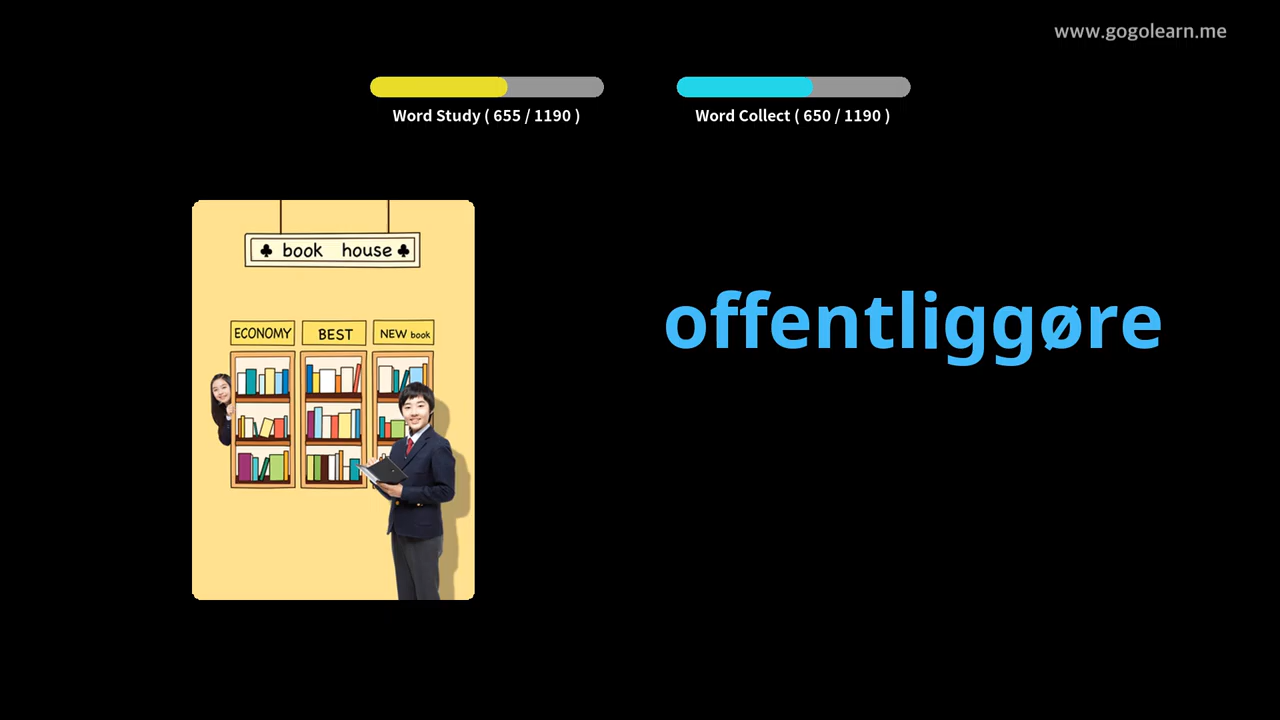 www.gogolearn.me
Word Study ( 655 / 1190 )
Word Collect ( 650 / 1190 )
♣ book house ♣
ECONOMY
BEST
NEW book
offentliggøre